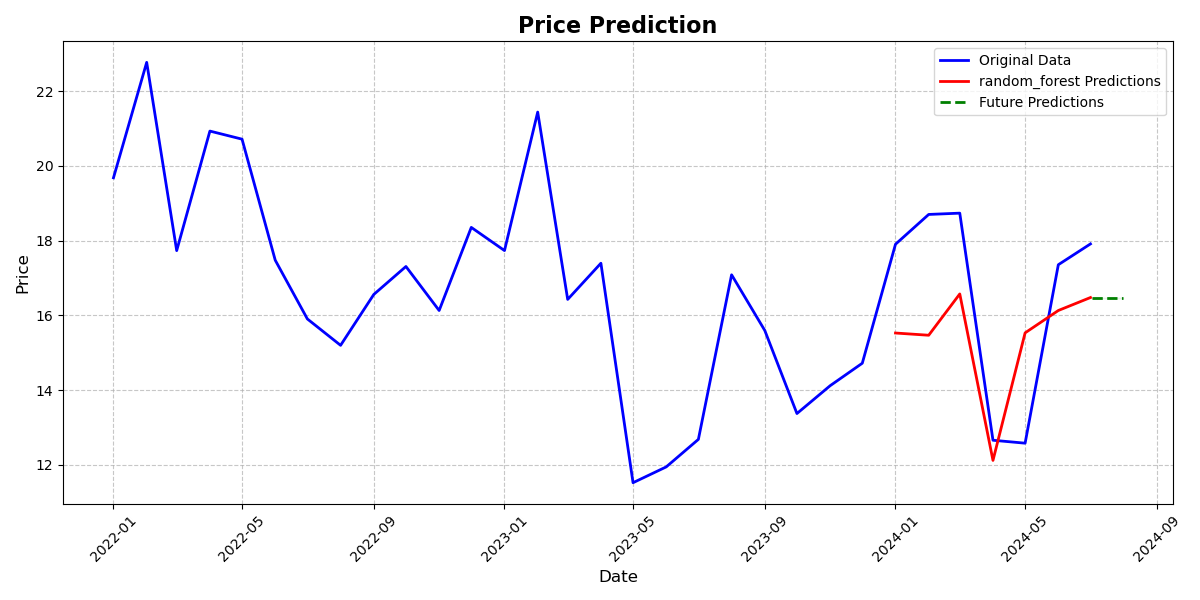 Price Prediction
Original Data
random_forest Predictions
Future Predictions
Price
22
20
18
16
14
12
2022-01
2022-05
2022-09
2023-01
2023-05
2023-09
2024-01
2024-05
2024-09
Date